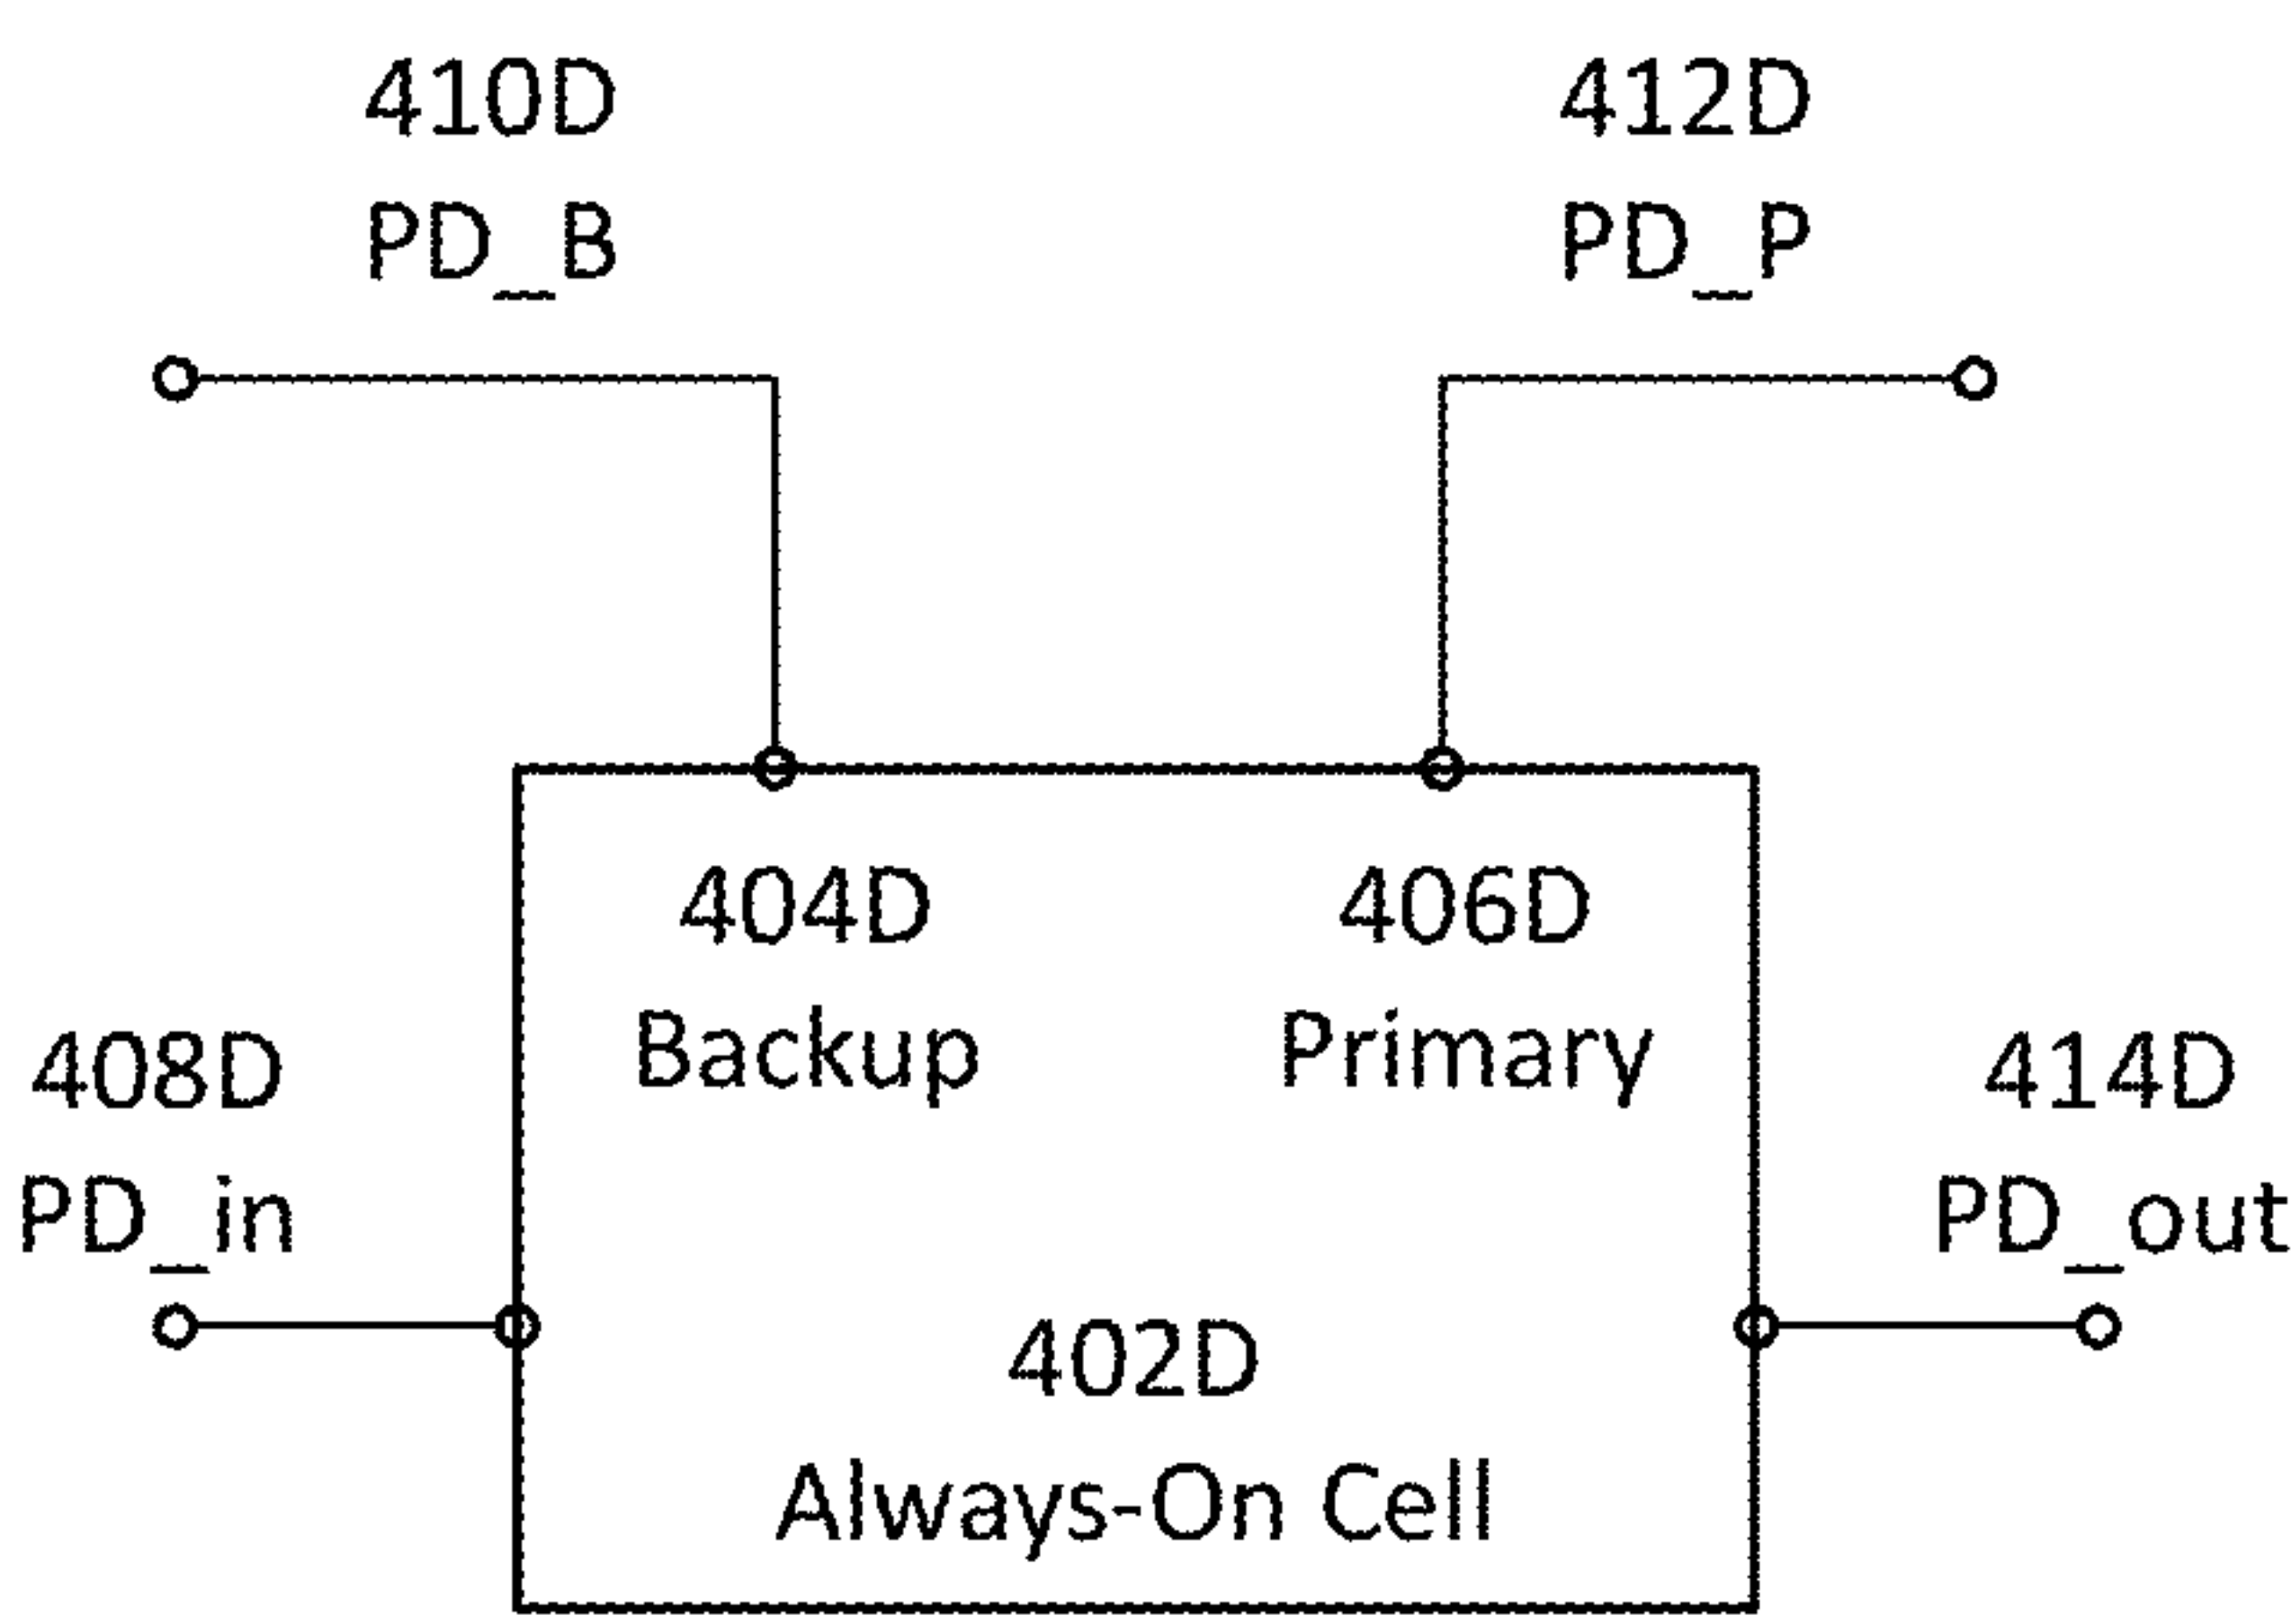 410D
PD_B
412D
PD_P
404D
Backup
406D
Primary
408D
PD_in
414D
PD_out
402D
Always-On Cell